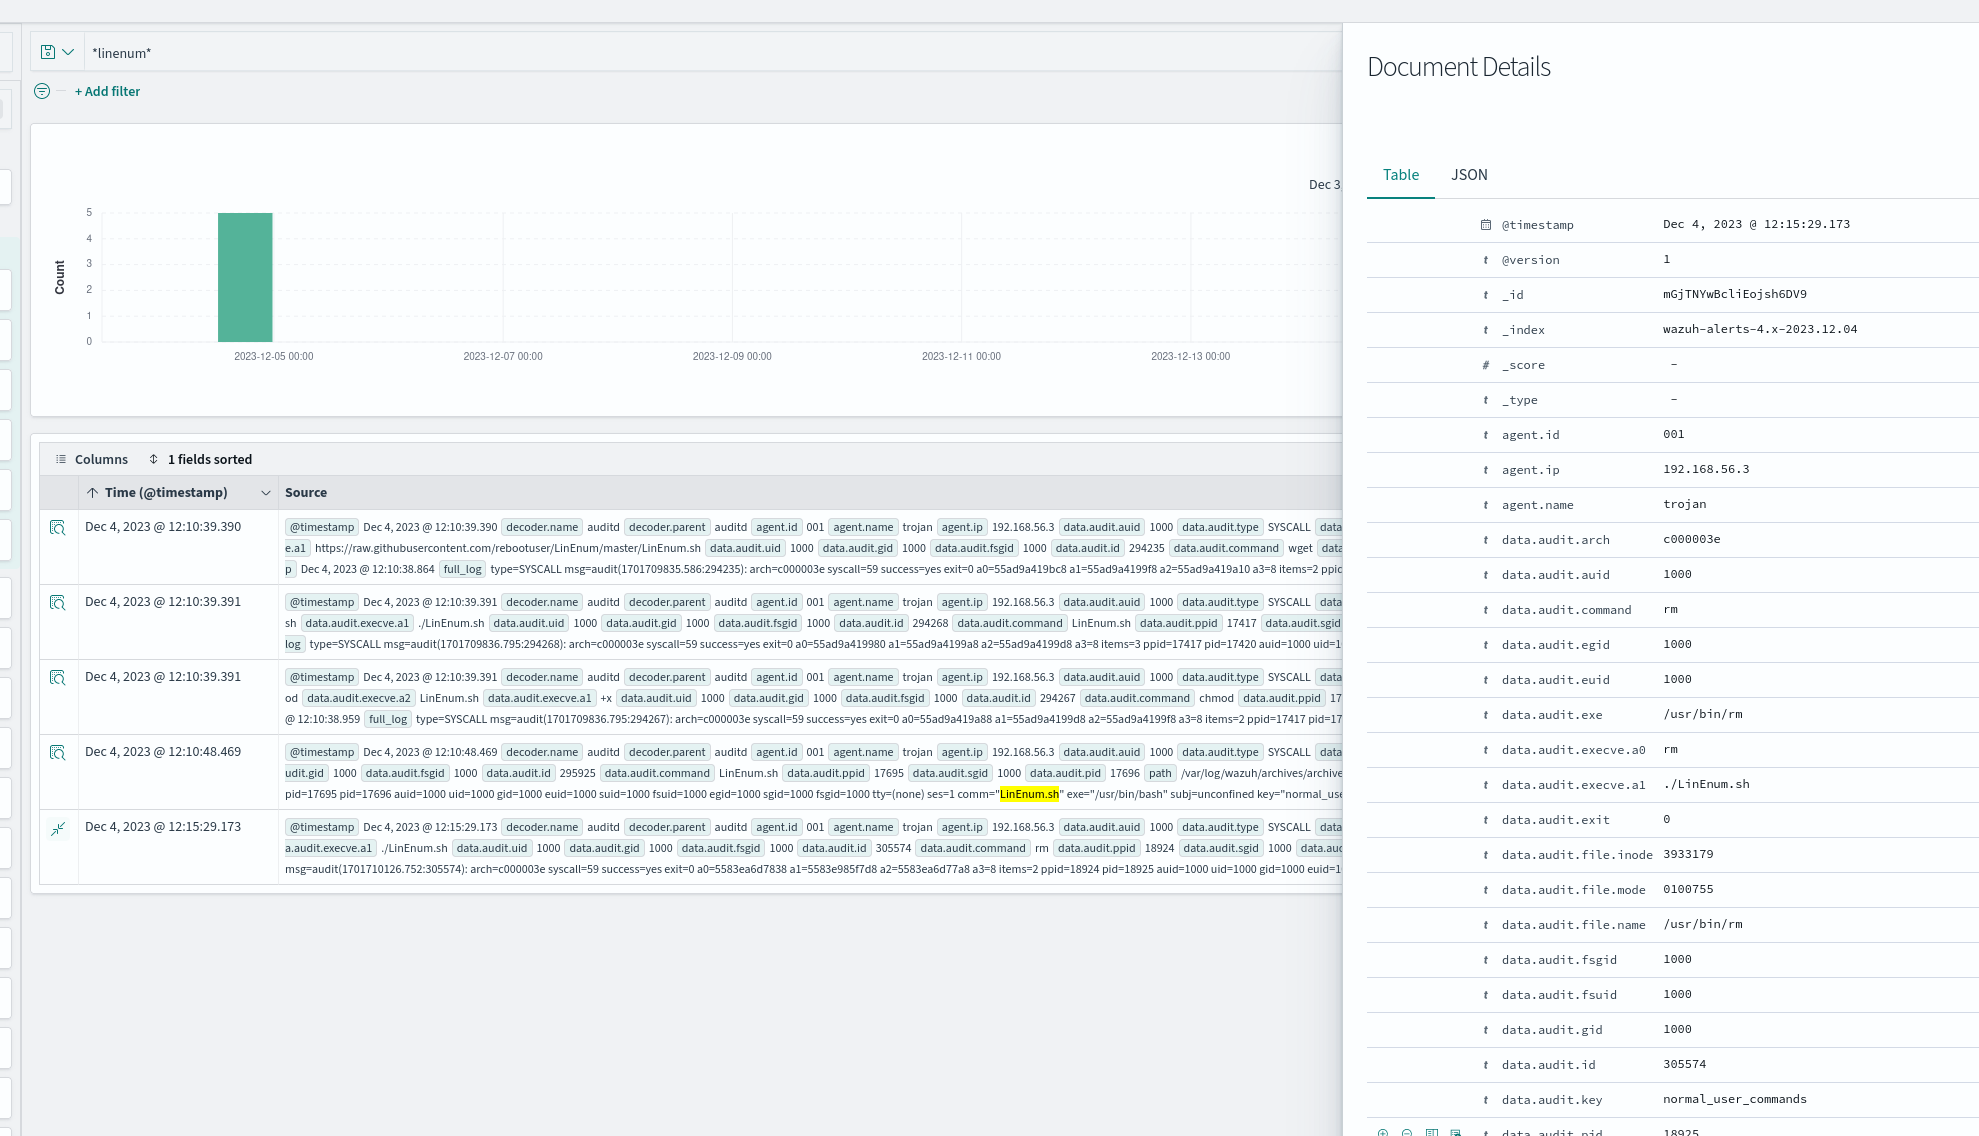 *linenum*
+ Add filter
Dec 3
Count
5
4
3
2
1
0
2023-12-05 00:00
2023-12-07 00:00
2023-12-09 00:00
2023-12-11 00:00
2023-12-13 00:00
Columns
1 fields sorted
Time (@timestamp)
Source
Dec 4, 2023 @ 12:10:39.390
@timestamp Dec 4, 2023 @ 12:10:39.390 decoder.name auditd decoder.parent auditd agent.id 001 agent.name trojan agent.ip 192.168.56.3 data.audit.auid 1000 data.audit.type SYSCALL data
e.a1 https://raw.githubusercontent.com/rebootuser/LinEnum/master/LinEnum.sh data.audit.uid 1000 data.audit.gid 1000 data.audit.fsgid 1000 data.audit.id 294235 data.audit.command wget data
p Dec 4, 2023 @ 12:10:38.864 full_log type=SYSCALL msg=audit(1701709835.586:294235): arch=c000003e syscall=59 success=yes exit=0 a0=55ad9a419bc8 a1=55ad9a4199f8 a2=55ad9a419a10 a3=8 items=2 ppid
Dec 4, 2023 @ 12:10:39.391
@timestamp Dec 4, 2023 @ 12:10:39.391 decoder.name auditd decoder.parent auditd agent.id 001 agent.name trojan agent.ip 192.168.56.3 data.audit.auid 1000 data.audit.type SYSCALL data
sh data.audit.execve.a1 ./LinEnum.sh data.audit.uid 1000 data.audit.gid 1000 data.audit.fsgid 1000 data.audit.id 294268 data.audit.command LinEnum.sh data.audit.ppid 17417 data.audit.sgid
log type=SYSCALL msg=audit(1701709836.795:294268): arch=c000003e syscall=59 success=yes exit=0 a0=55ad9a419980 a1=55ad9a4199a8 a2=55ad9a4199d8 a3=8 items=3 ppid=17417 pid=17420 auid=1000 uid=1
Dec 4, 2023 @ 12:10:39.391
@timestamp Dec 4, 2023 @ 12:10:39.391 decoder.name auditd decoder.parent auditd agent.id 001 agent.name trojan agent.ip 192.168.56.3 data.audit.auid 1000 data.audit.type SYSCALL data
od data.audit.execve.a2 LinEnum.sh data.audit.execve.a1 +x data.audit.uid 1000 data.audit.gid 1000 data.audit.fsgid 1000 data.audit.id 294267 data.audit.command chmod data.audit.ppid 17
@ 12:10:38.959 full_log type=SYSCALL msg=audit(1701709836.795:294267): arch=c000003e syscall=59 success=yes exit=0 a0=55ad9a419a88 a1=55ad9a4199d8 a2=55ad9a4199f8 a3=8 items=2 ppid=17417 pid=17
Dec 4, 2023 @ 12:10:48.469
@timestamp Dec 4, 2023 @ 12:10:48.469 decoder.name auditd decoder.parent auditd agent.id 001 agent.name trojan agent.ip 192.168.56.3 data.audit.auid 1000 data.audit.type SYSCALL data
udit.gid 1000 data.audit.fsgid 1000 data.audit.id 295925 data.audit.command LinEnum.sh data.audit.ppid 17695 data.audit.sgid 1000 data.audit.pid 17696 path /var/log/wazuh/archives/archive
pid=17695 pid=17696 auid=1000 uid=1000 gid=1000 euid=1000 suid=1000 fsuid=1000 egid=1000 sgid=1000 fsgid=1000 tty=(none) ses=1 comm="LinEnum.sh" exe="/usr/bin/bash" subj=unconfined key="normal_use
Dec 4, 2023 @ 12:15:29.173
@timestamp Dec 4, 2023 @ 12:15:29.173 decoder.name auditd decoder.parent auditd agent.id 001 agent.name trojan agent.ip 192.168.56.3 data.audit.auid 1000 data.audit.type SYSCALL data
a.audit.execve.a1 ./LinEnum.sh data.audit.uid 1000 data.audit.gid 1000 data.audit.fsgid 1000 data.audit.id 305574 data.audit.command rm data.audit.ppid 18924 data.audit.sgid 1000 data.auc
msg=audit(1701710126.752:305574): arch=c000003e syscall=59 success=yes exit=0 a0=5583ea6d7838 a1=5583e985f7d8 a2=5583ea6d77a8 a3=8 items=2 ppid=18924 pid=18925 auid=1000 uid=1000 gid=1000 euid=1
Document Details
Table JSON
@timestamp Dec 4, 2023 @ 12:15:29.173
t @version 1
t _id mGjTNYwBcliEojsh6DV9
t _index wazuh-alerts-4.x-2023.12.04
# _score –
t _type –
t agent.id 001
t agent.ip 192.168.56.3
t agent.name trojan
t data.audit.arch c000003e
t data.audit.auid 1000
t data.audit.command rm
t data.audit.egid 1000
t data.audit.euid 1000
t data.audit.exe /usr/bin/rm
t data.audit.execve.a0 rm
t data.audit.execve.a1 ./LinEnum.sh
t data.audit.exit 0
t data.audit.file.inode 3933179
t data.audit.file.mode 0100755
t data.audit.file.name /usr/bin/rm
t data.audit.fsgid 1000
t data.audit.fsuid 1000
t data.audit.gid 1000
t data.audit.id 305574
t data.audit.key normal_user_commands
t data.audit.pid 18925